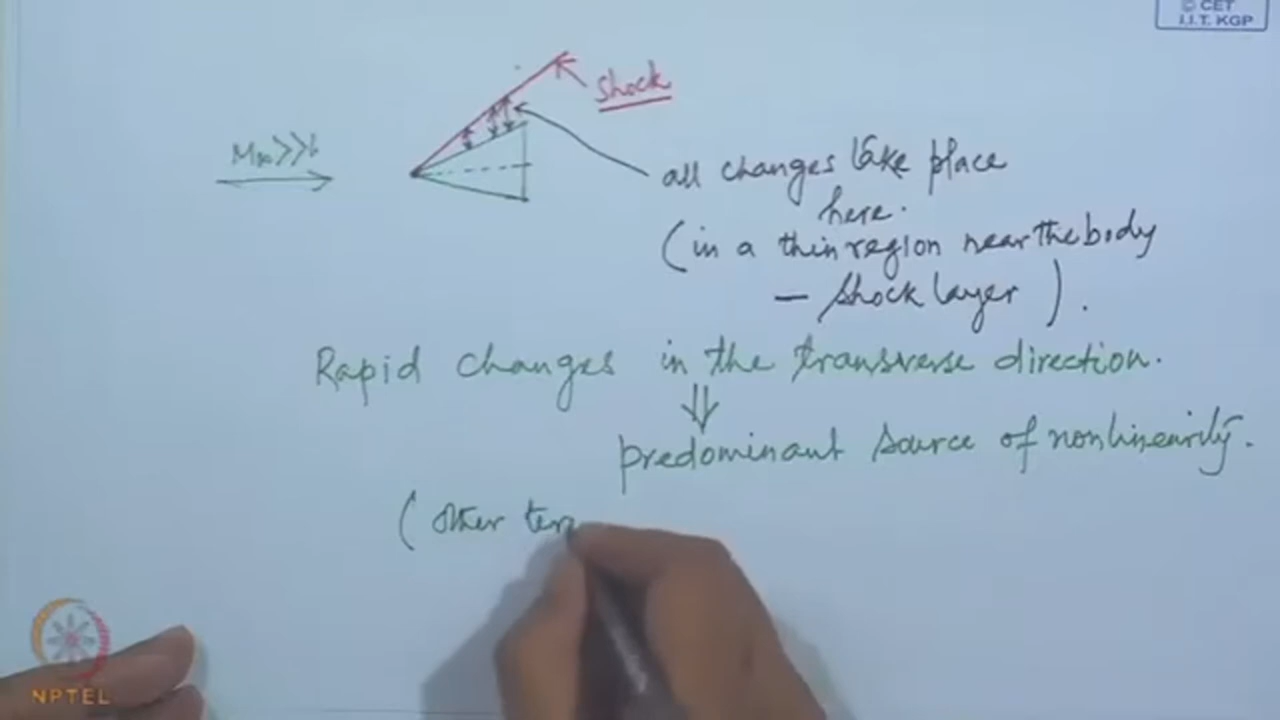 © CET
I.I.T. KGP
Shock
M∞>>1
all changes take place
here.
(in a thin region near the body
- Shock layer).
Rapid changes in the transverse direction.
⇓
predominant source of nonlinearity.
(other ter
NPTEL